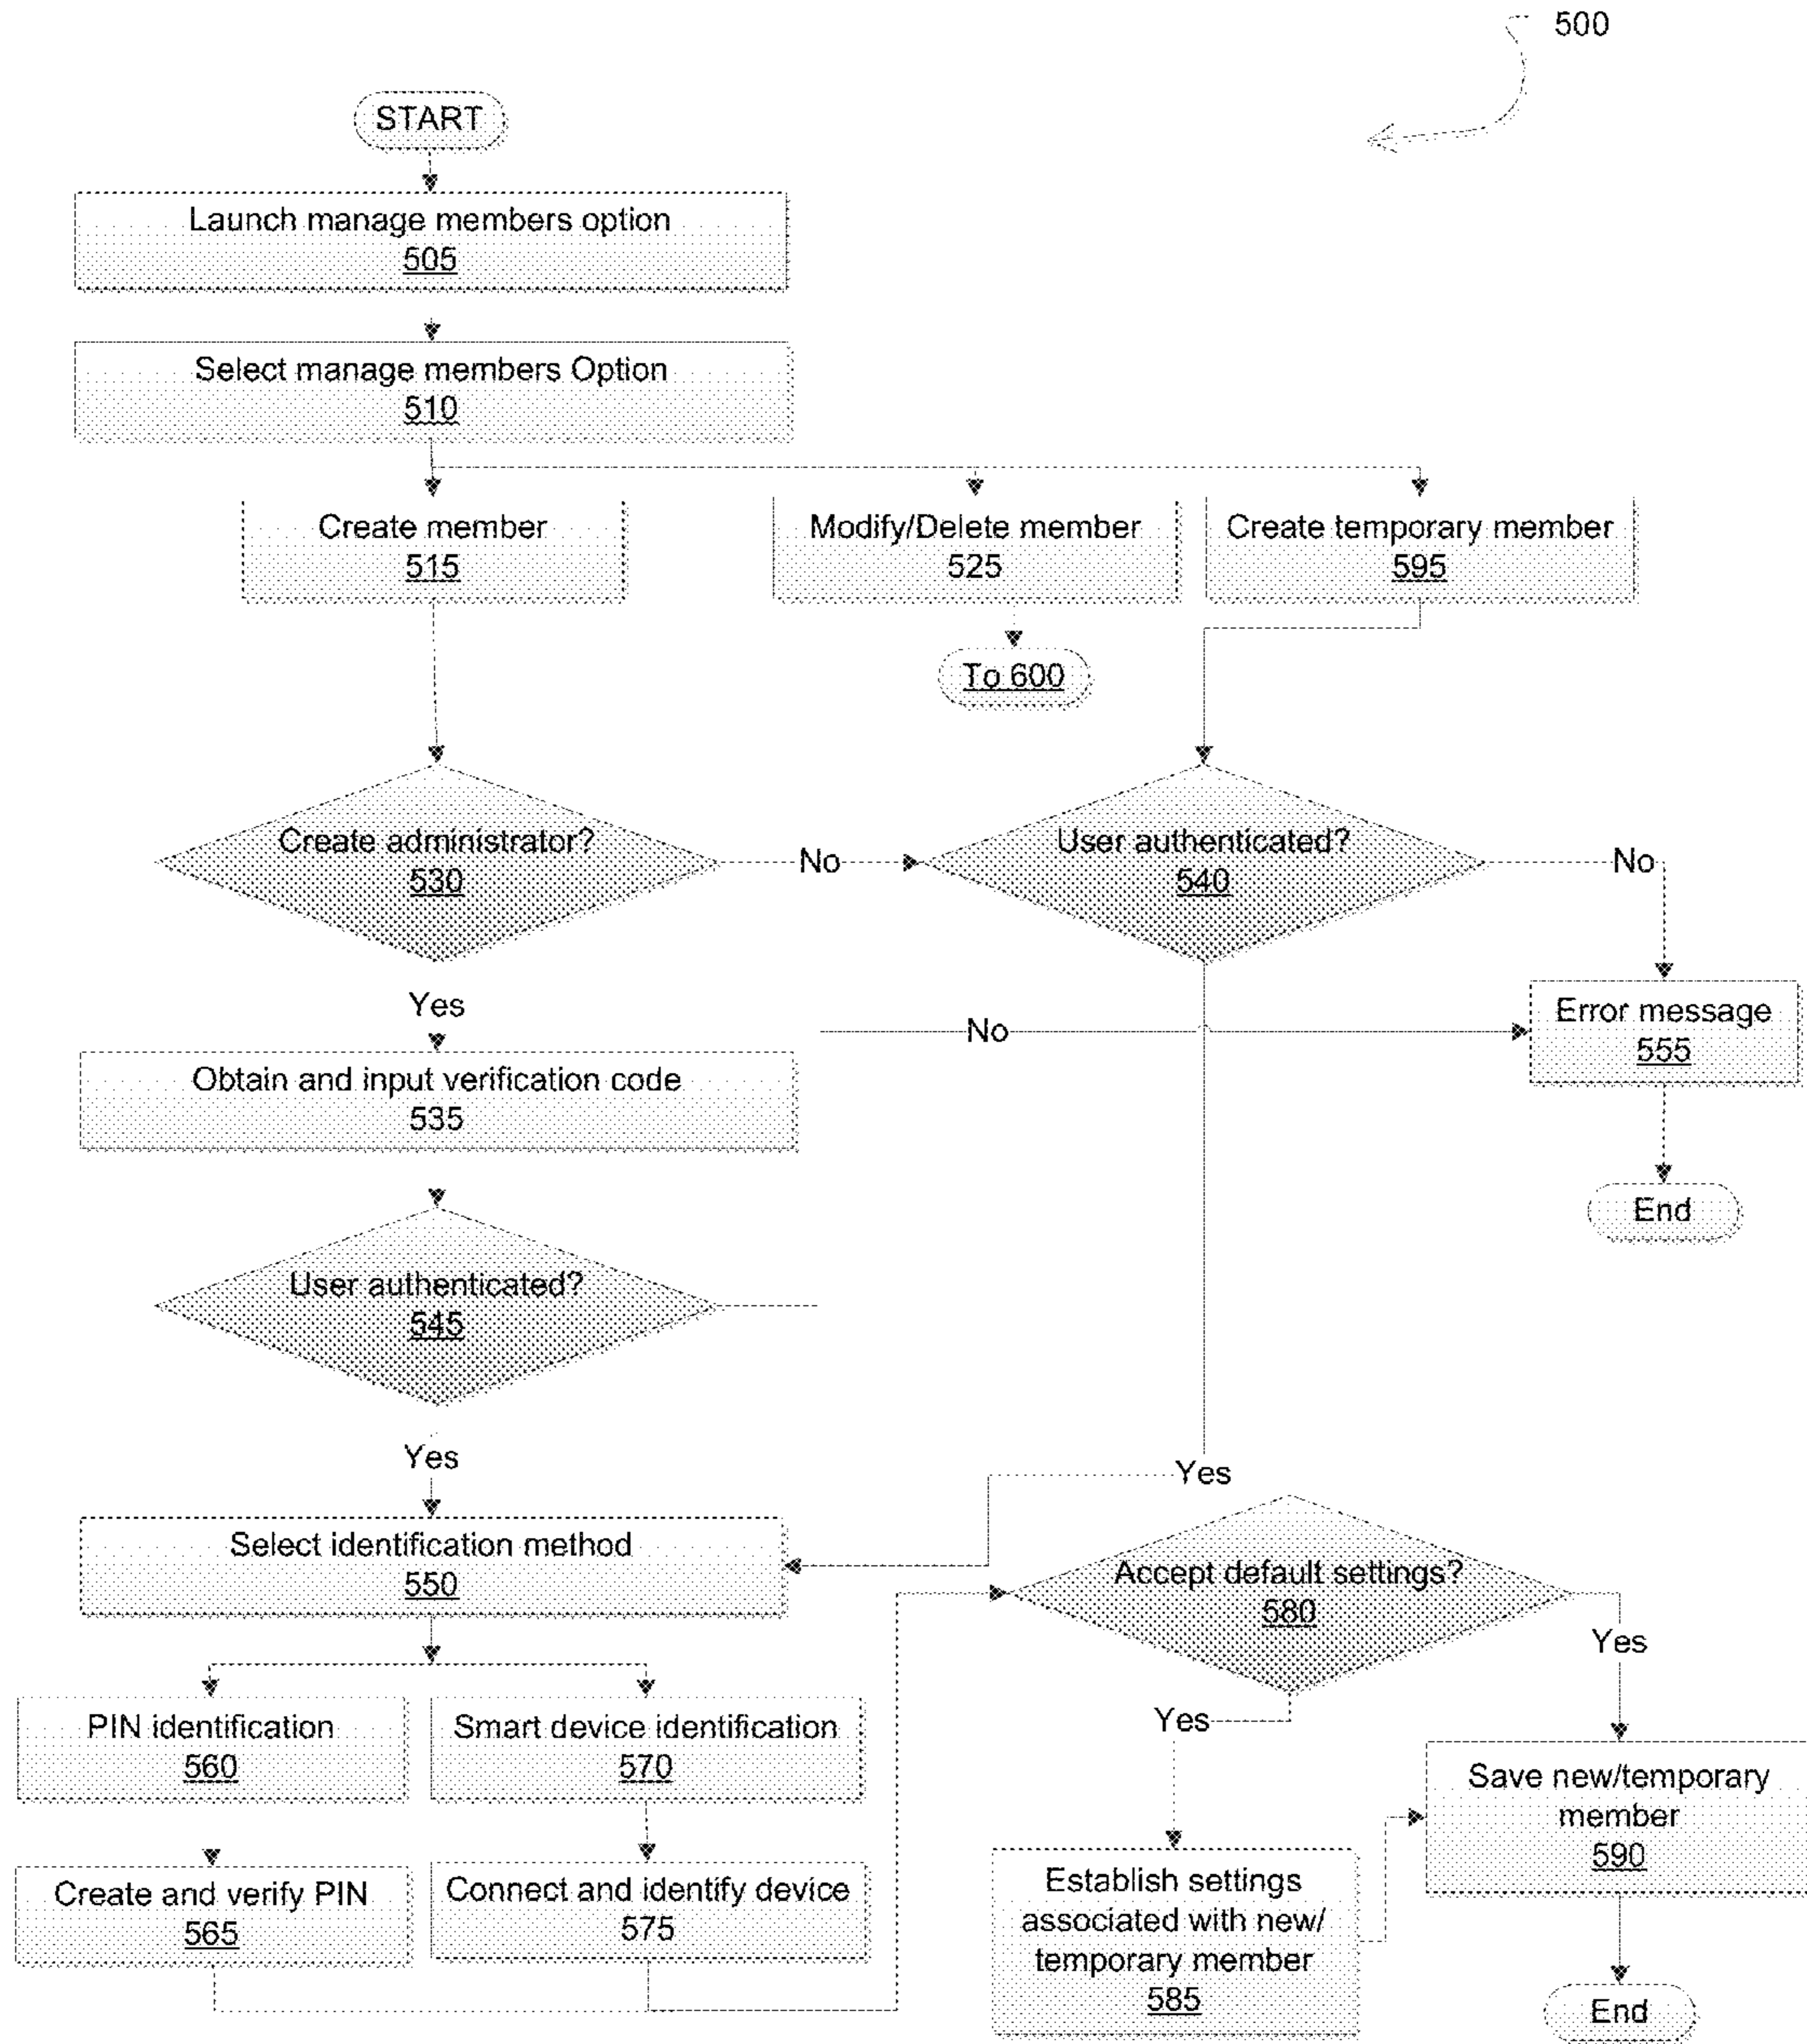 500
START
Launch manage members option
505
Select manage members Option
510
Create member
515
Modify/Delete member
525
Create temporary member
595
To 600
Create administrator?
530
No
User authenticated?
540
No
Yes
No
Error message
555
Obtain and input verification code
535
End
User authenticated?
545
Yes
Yes
Select identification method
550
Accept default settings?
580
Yes
Yes
PIN identification
560
Smart device identification
570
Save new/temporary
member
590
Create and verify PIN
565
Connect and identify device
575
Establish settings
associated with new/
temporary member
585
End